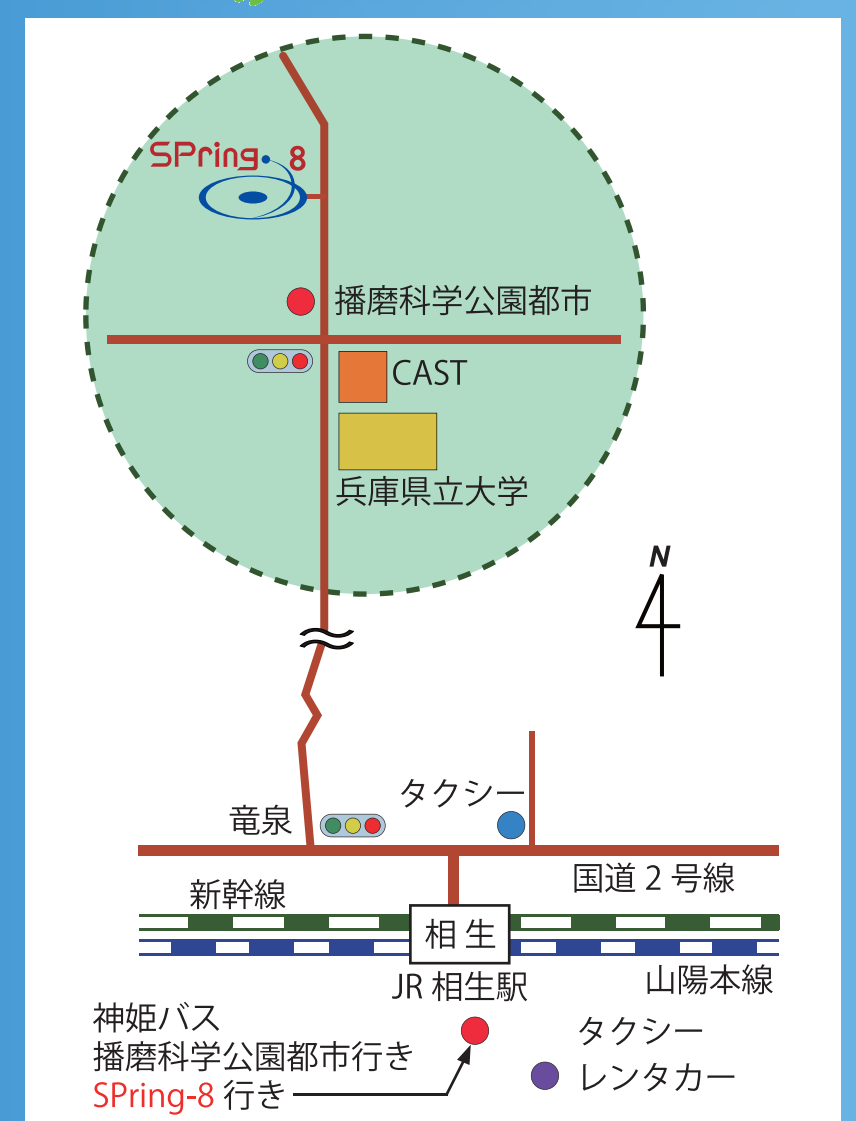 SPring-8
播磨科学公園都市
CAST
兵庫県立大学
N
タクシー
竜泉
国道2号線
新幹線
相生
JR 相生駅
山陽本線
神姫バス
播磨科学公園都市行き
SPring-8 行き
タクシー
レンタカー